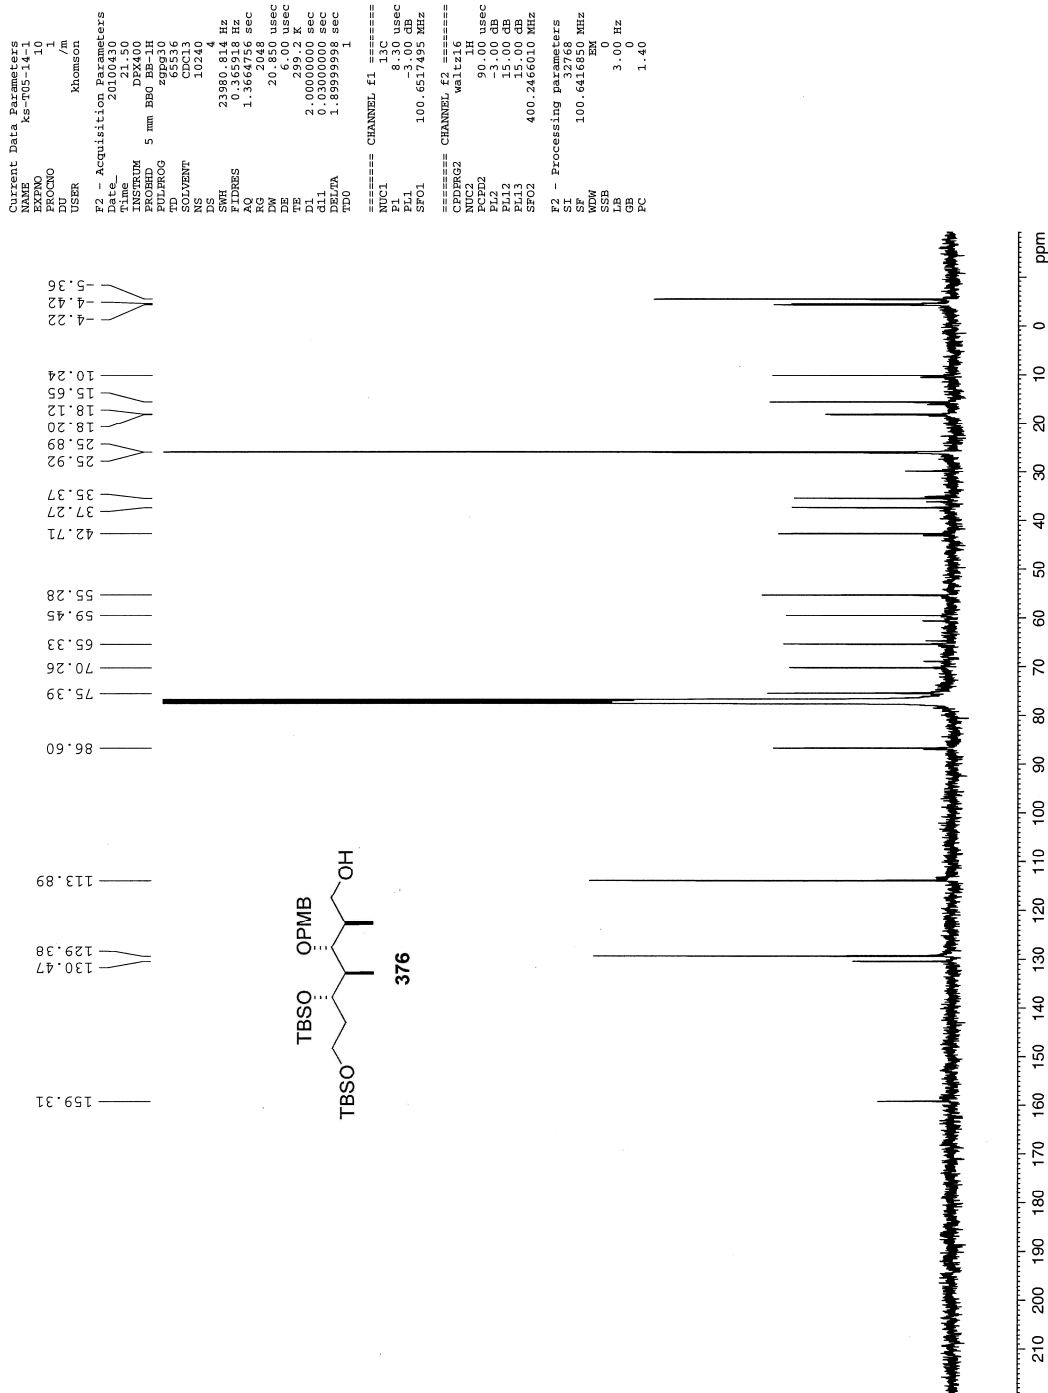 Current Data Parameters
NAME ks-T05-14-1
EXPNO 10
PROCNO 1
DU /m
USER khomson
F2 - Acquisition Parameters
Date_ 20100430
Time 21.50
INSTRUM DPX400
PROBHD 5 mm BBO BB-1H
PULPROG zgpg30
TD 65536
SOLVENT CDCl3
NS 10240
DS 4
SWH 23980.814 Hz
FIDRES 0.365918 Hz
AQ 1.3664756 sec
RG 2048
DW 20.850 usec
DE 6.00 usec
TE 299.2 K
D1 2.00000000 sec
d11 0.03000000 sec
DELTA 1.89999998 sec
TD0 1
======== CHANNEL f1 ========
NUC1 13C
P1 8.30 usec
PL1 -3.00 dB
SFO1 100.6517495 MHz
======== CHANNEL f2 ========
CPDPRG2 waltz16
NUC2 1H
PCPD2 90.00 usec
PL2 -3.00 dB
PL12 15.00 dB
PL13 15.00 dB
SFO2 400.2466010 MHz
F2 - Processing parameters
SI 32768
SF 100.6416850 MHz
WDW EM
SSB 0
LB 3.00 Hz
GB 0
PC 1.40
159.31
130.47
129.38
113.89
86.60
75.39
70.26
65.33
59.45
55.28
42.71
37.27
35.37
25.92
25.89
18.20
18.12
15.65
10.24
-4.22
-4.42
-5.36
TBSO
TBSO
OPMB
OH
376
210 200 190 180 170 160 150 140 130 120 110 100 90 80 70 60 50 40 30 20 10 0 ppm